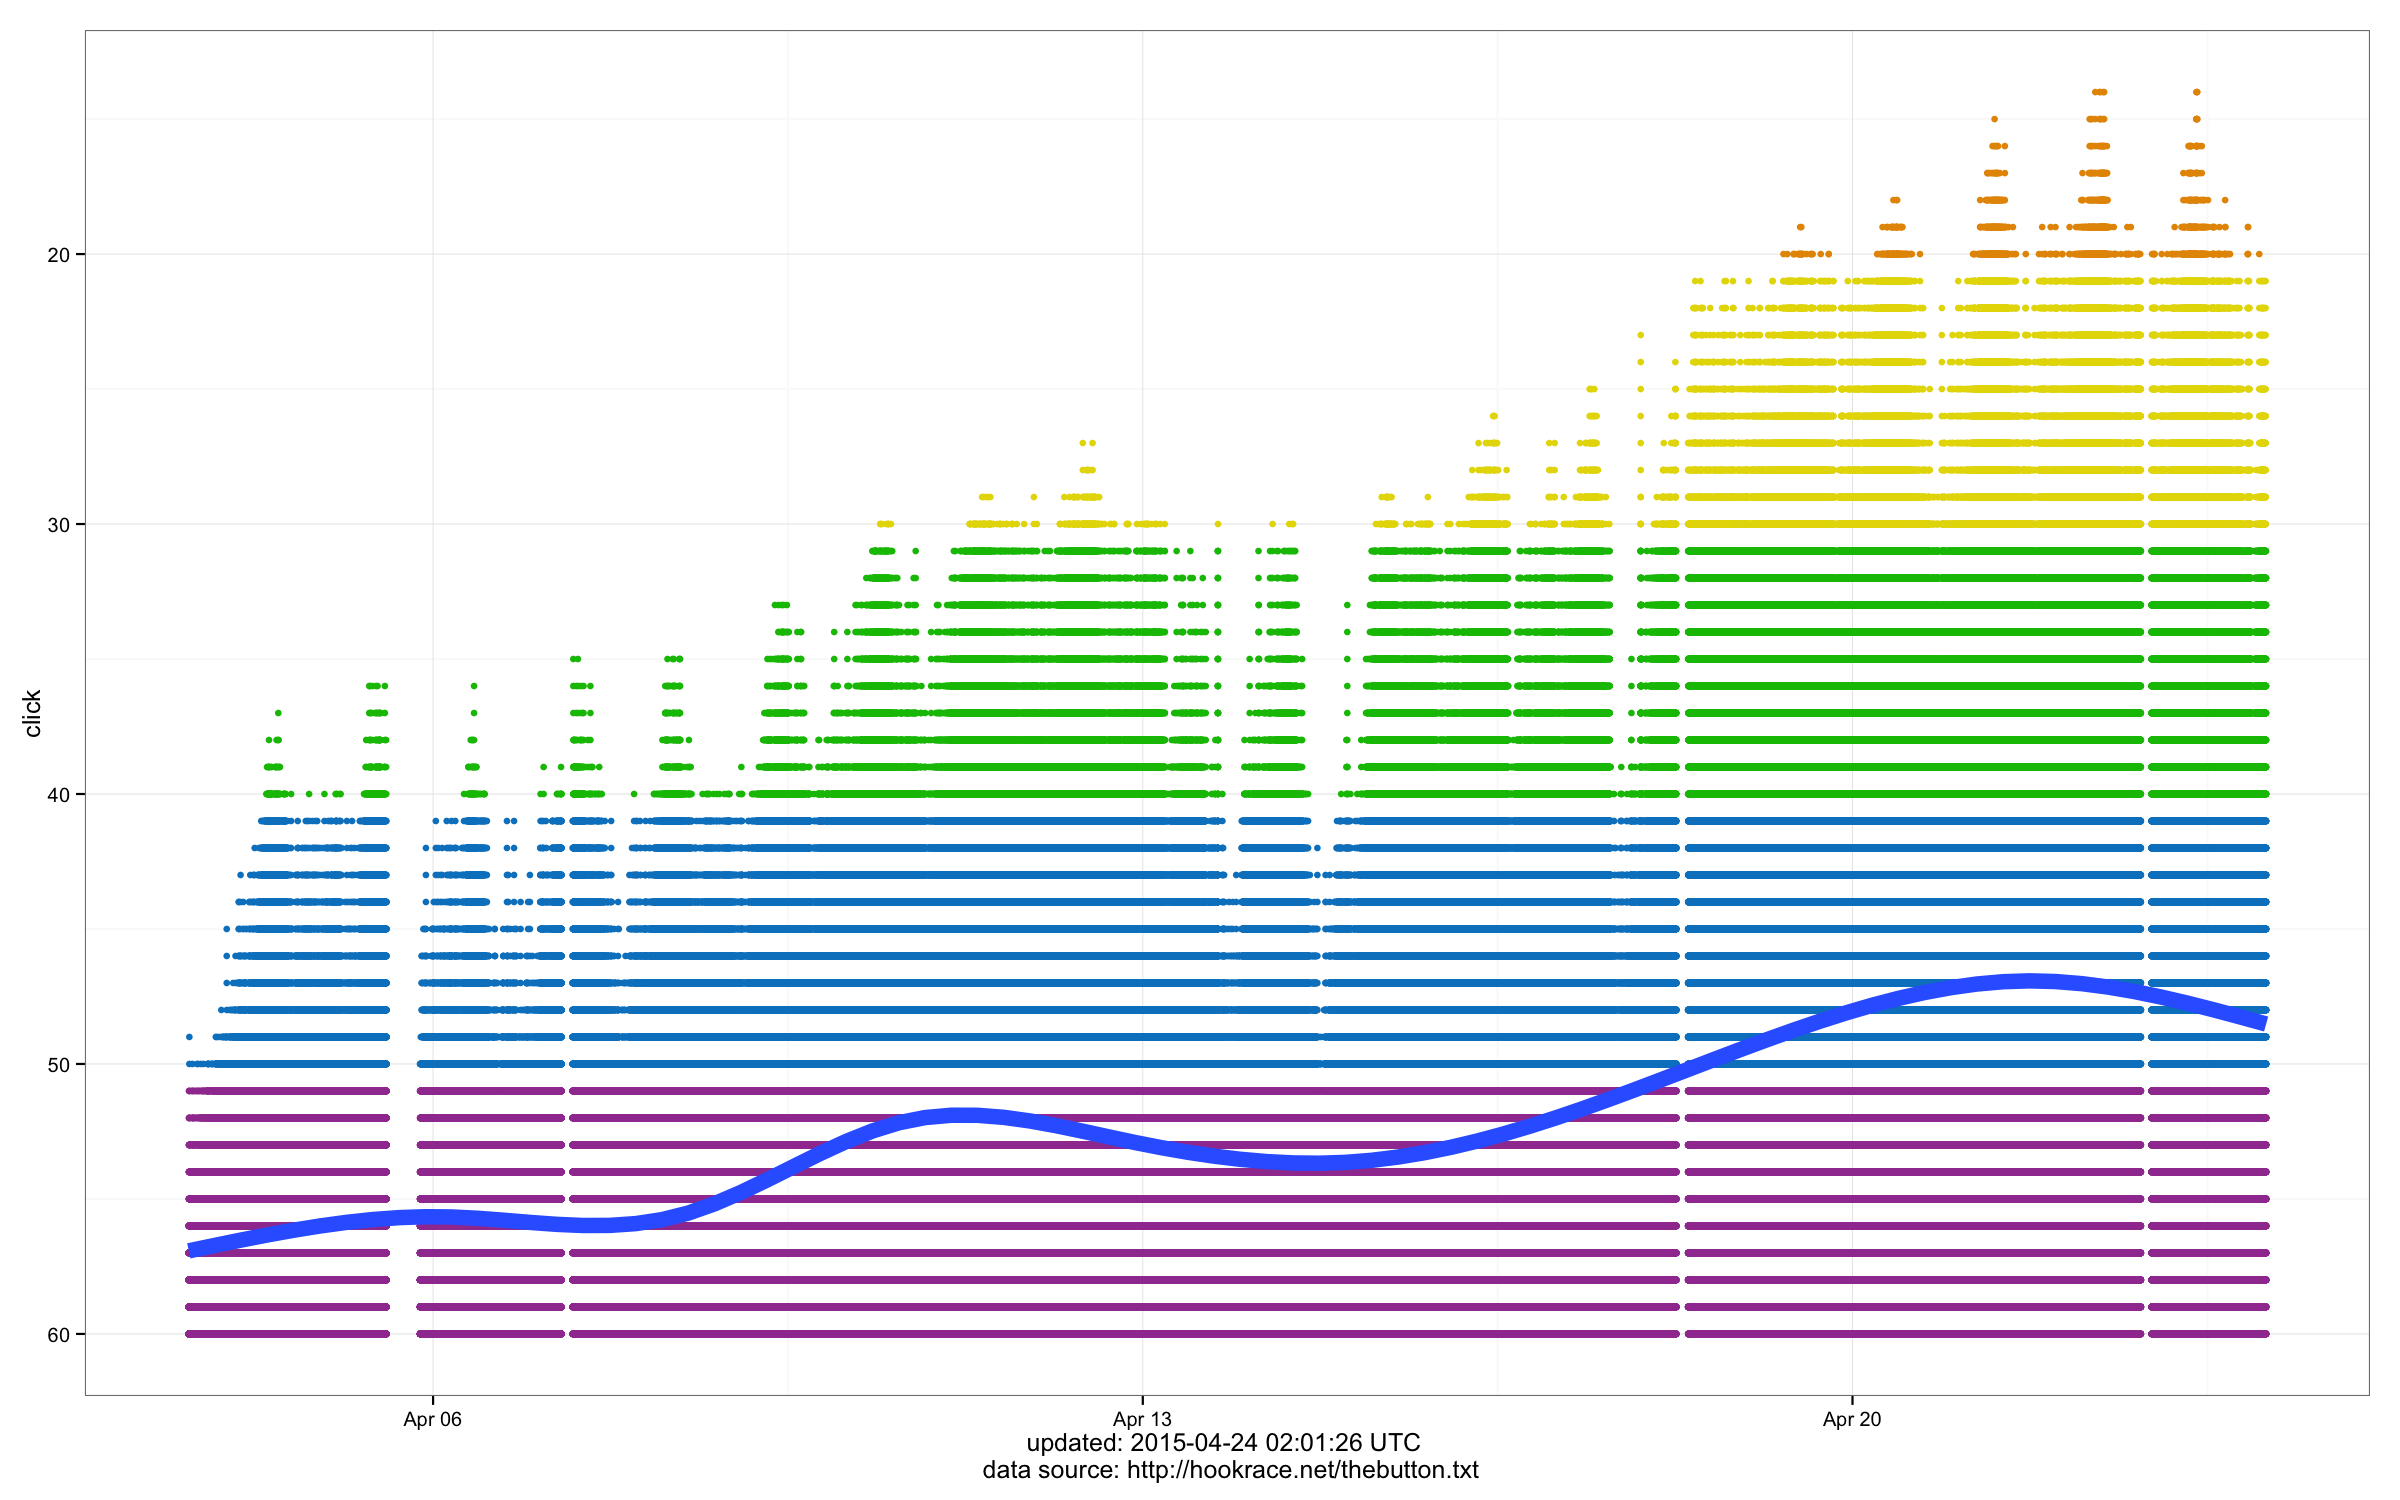 click
20
30
40
50
60
Apr 06
Apr 13
Apr 20
updated: 2015-04-24 02:01:26 UTC
data source: http://hookrace.net/thebutton.txt